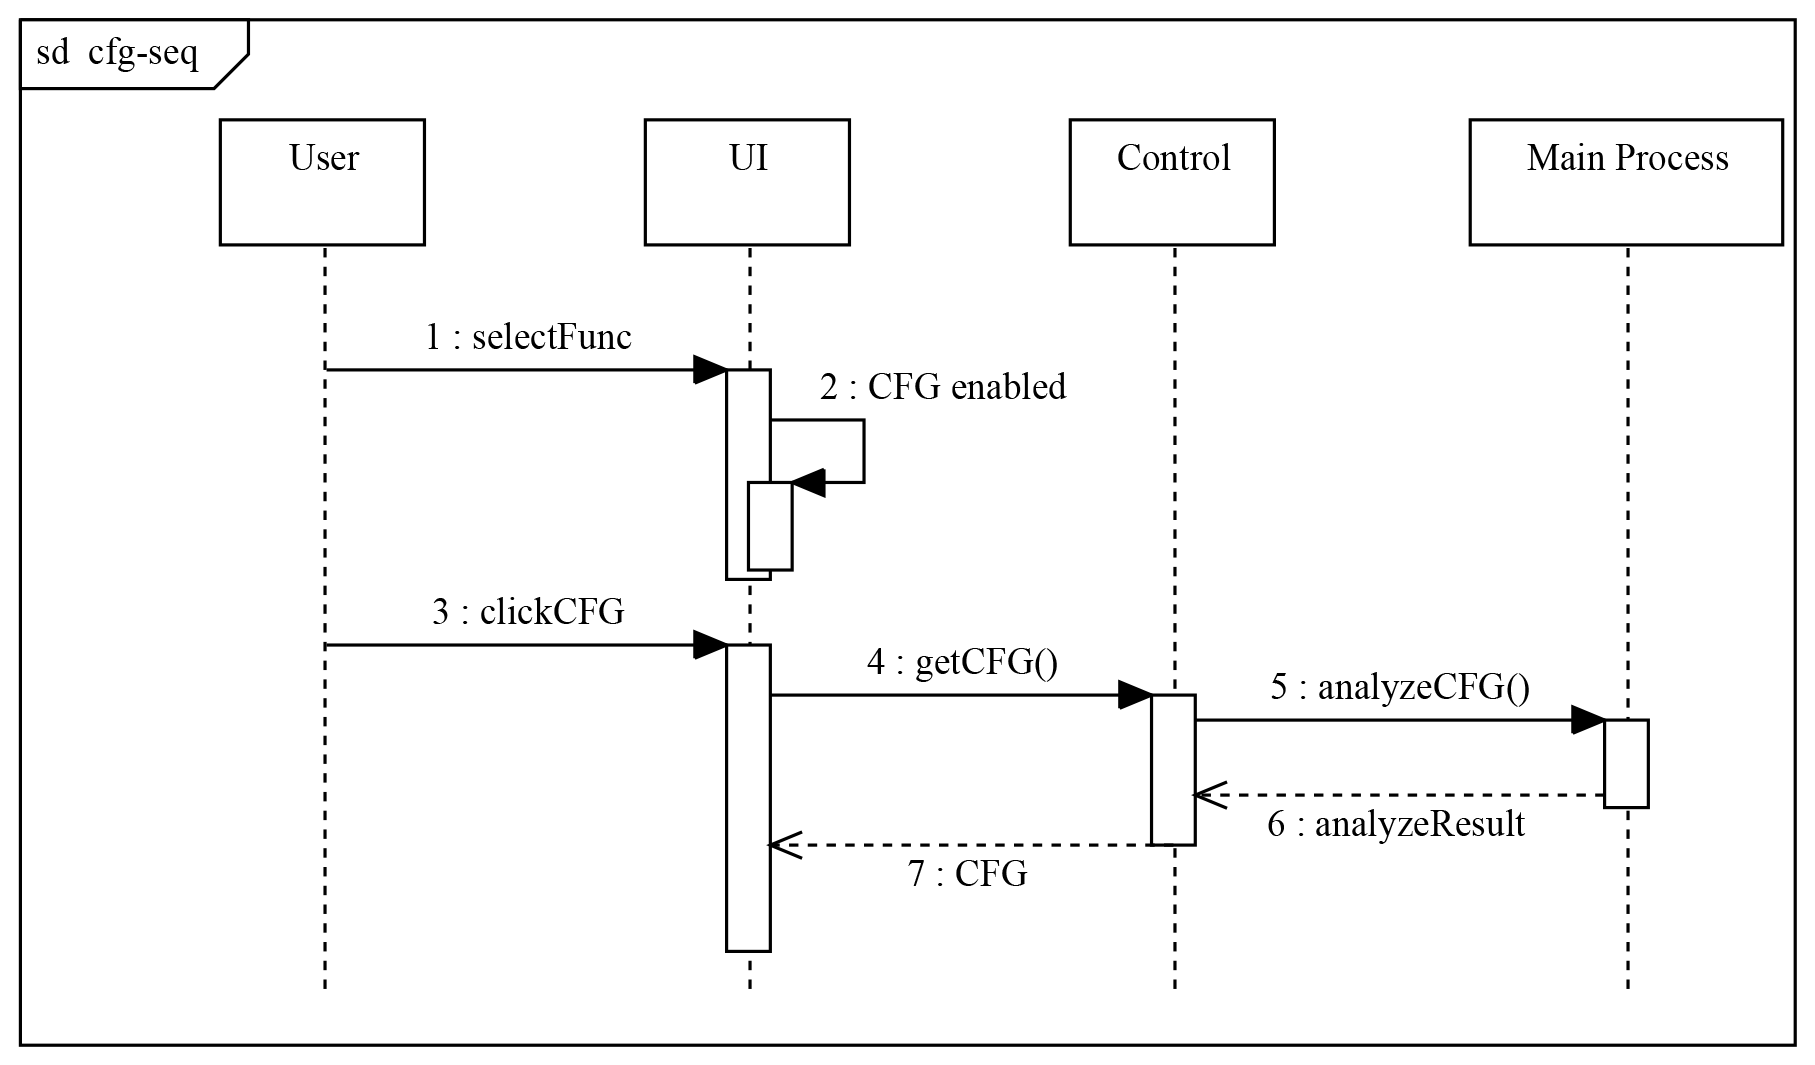 sd cfg-seq
User
UI
Control
Main Process
1 : selectFunc
2 : CFG enabled
3 : clickCFG
4 : getCFG()
5 : analyzeCFG()
6 : analyzeResult
7 : CFG